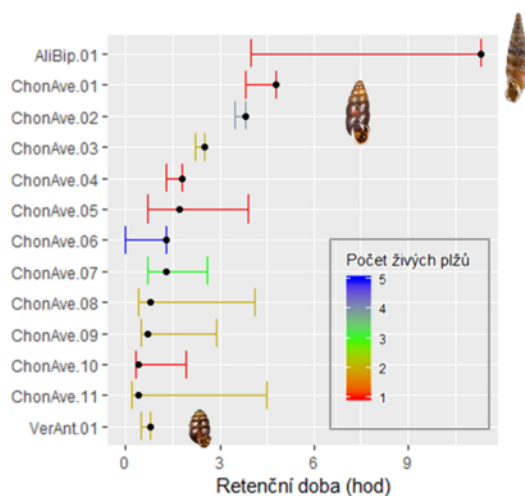 AliBip.01
ChonAve.01
ChonAve.02
ChonAve.03
ChonAve.04
ChonAve.05
ChonAve.06
ChonAve.07
ChonAve.08
ChonAve.09
ChonAve.10
ChonAve.11
VerAnt.01
Počet živých plžů
5
4
3
2
1
0 3 6 9
Retenční doba (hod)